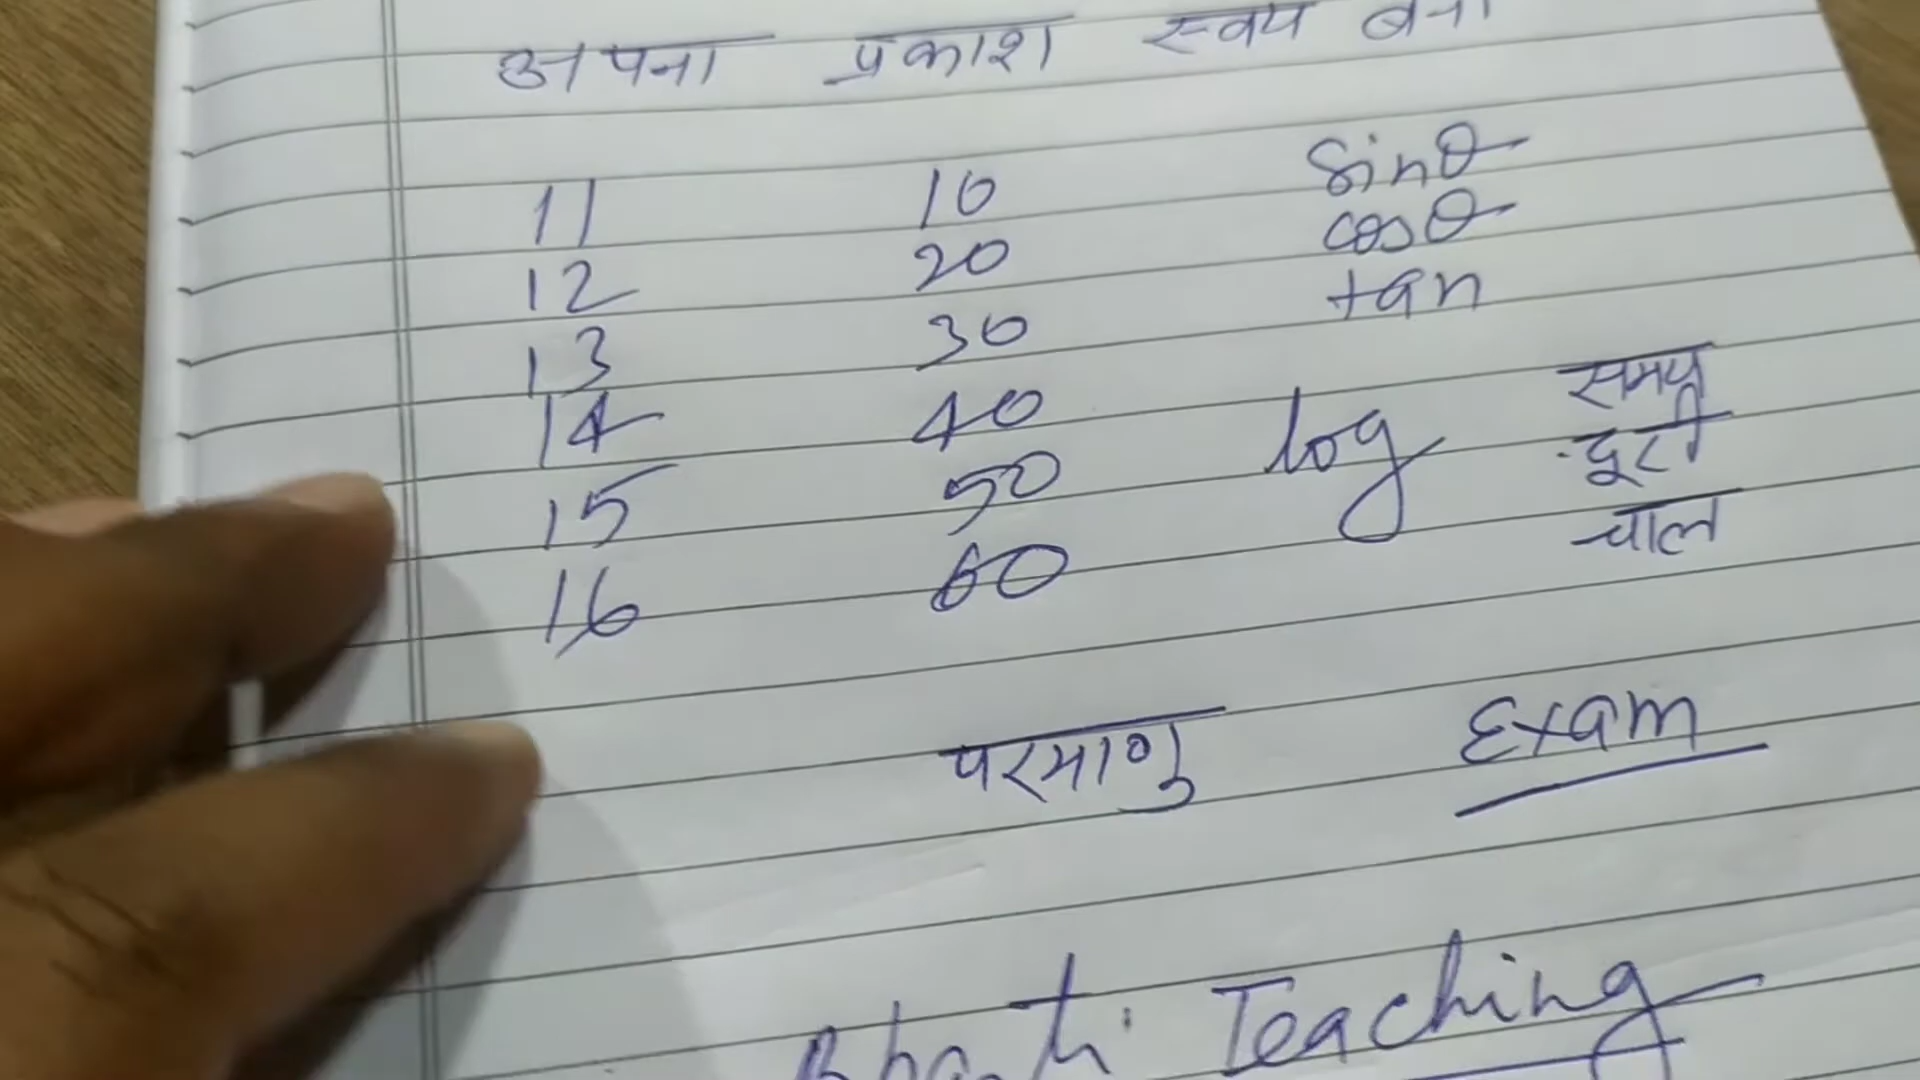 अपना प्रकाश स्वयं बनो
11 10 sinθ
12 20 cosθ
13 30 tan
14 40 log समय
15 50 दूरी
16 60 चाल
परमाणु Exam
Bharti Teaching